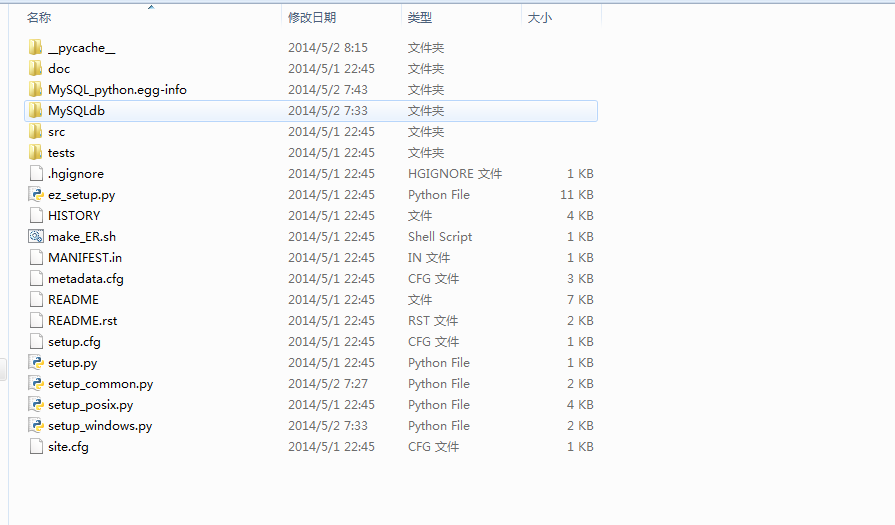 名称 修改日期 类型 大小
__pycache__ 2014/5/2 8:15 文件夹
doc 2014/5/1 22:45 文件夹
MySQL_python.egg-info 2014/5/2 7:43 文件夹
MySQLdb 2014/5/2 7:33 文件夹
src 2014/5/1 22:45 文件夹
tests 2014/5/1 22:45 文件夹
.hgignore 2014/5/1 22:45 HGIGNORE 文件 1 KB
ez_setup.py 2014/5/1 22:45 Python File 11 KB
HISTORY 2014/5/1 22:45 文件 4 KB
make_ER.sh 2014/5/1 22:45 Shell Script 1 KB
MANIFEST.in 2014/5/1 22:45 IN 文件 1 KB
metadata.cfg 2014/5/1 22:45 CFG 文件 3 KB
README 2014/5/1 22:45 文件 7 KB
README.rst 2014/5/1 22:45 RST 文件 2 KB
setup.cfg 2014/5/1 22:45 CFG 文件 1 KB
setup.py 2014/5/1 22:45 Python File 1 KB
setup_common.py 2014/5/2 7:27 Python File 2 KB
setup_posix.py 2014/5/1 22:45 Python File 4 KB
setup_windows.py 2014/5/2 7:33 Python File 2 KB
site.cfg 2014/5/1 22:45 CFG 文件 1 KB